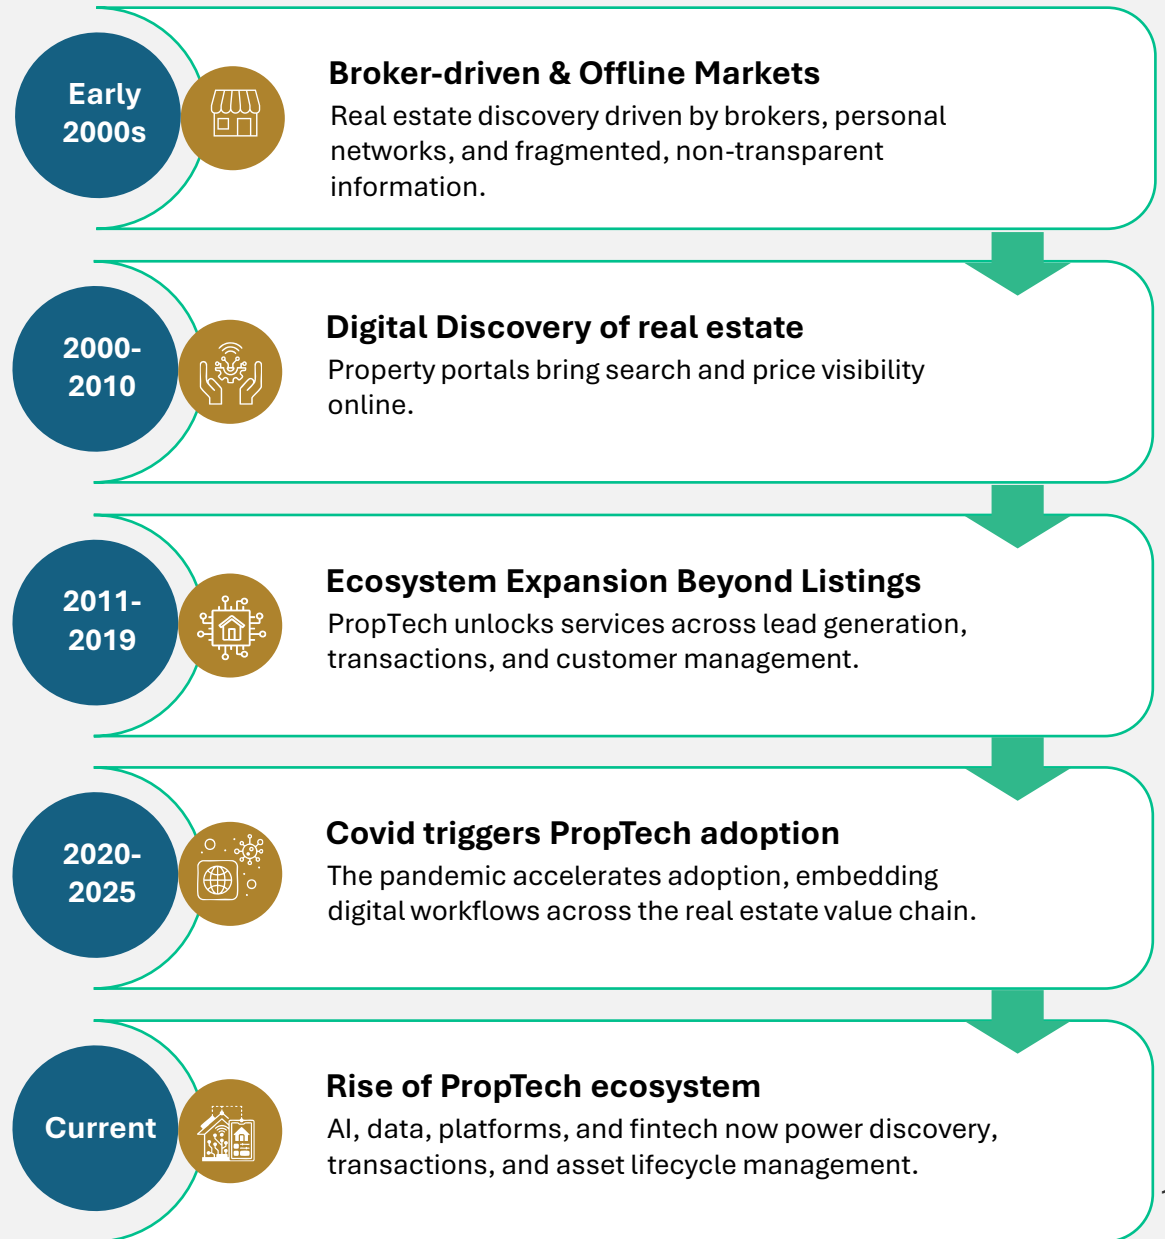 Early
2000s
Broker-driven & Offline Markets
Real estate discovery driven by brokers, personal
networks, and fragmented, non-transparent
information.
2000-
2010
Digital Discovery of real estate
Property portals bring search and price visibility
online.
2011-
2019
Ecosystem Expansion Beyond Listings
PropTech unlocks services across lead generation,
transactions, and customer management.
2020-
2025
Covid triggers PropTech adoption
The pandemic accelerates adoption, embedding
digital workflows across the real estate value chain.
Current
Rise of PropTech ecosystem
AI, data, platforms, and fintech now power discovery,
transactions, and asset lifecycle management.